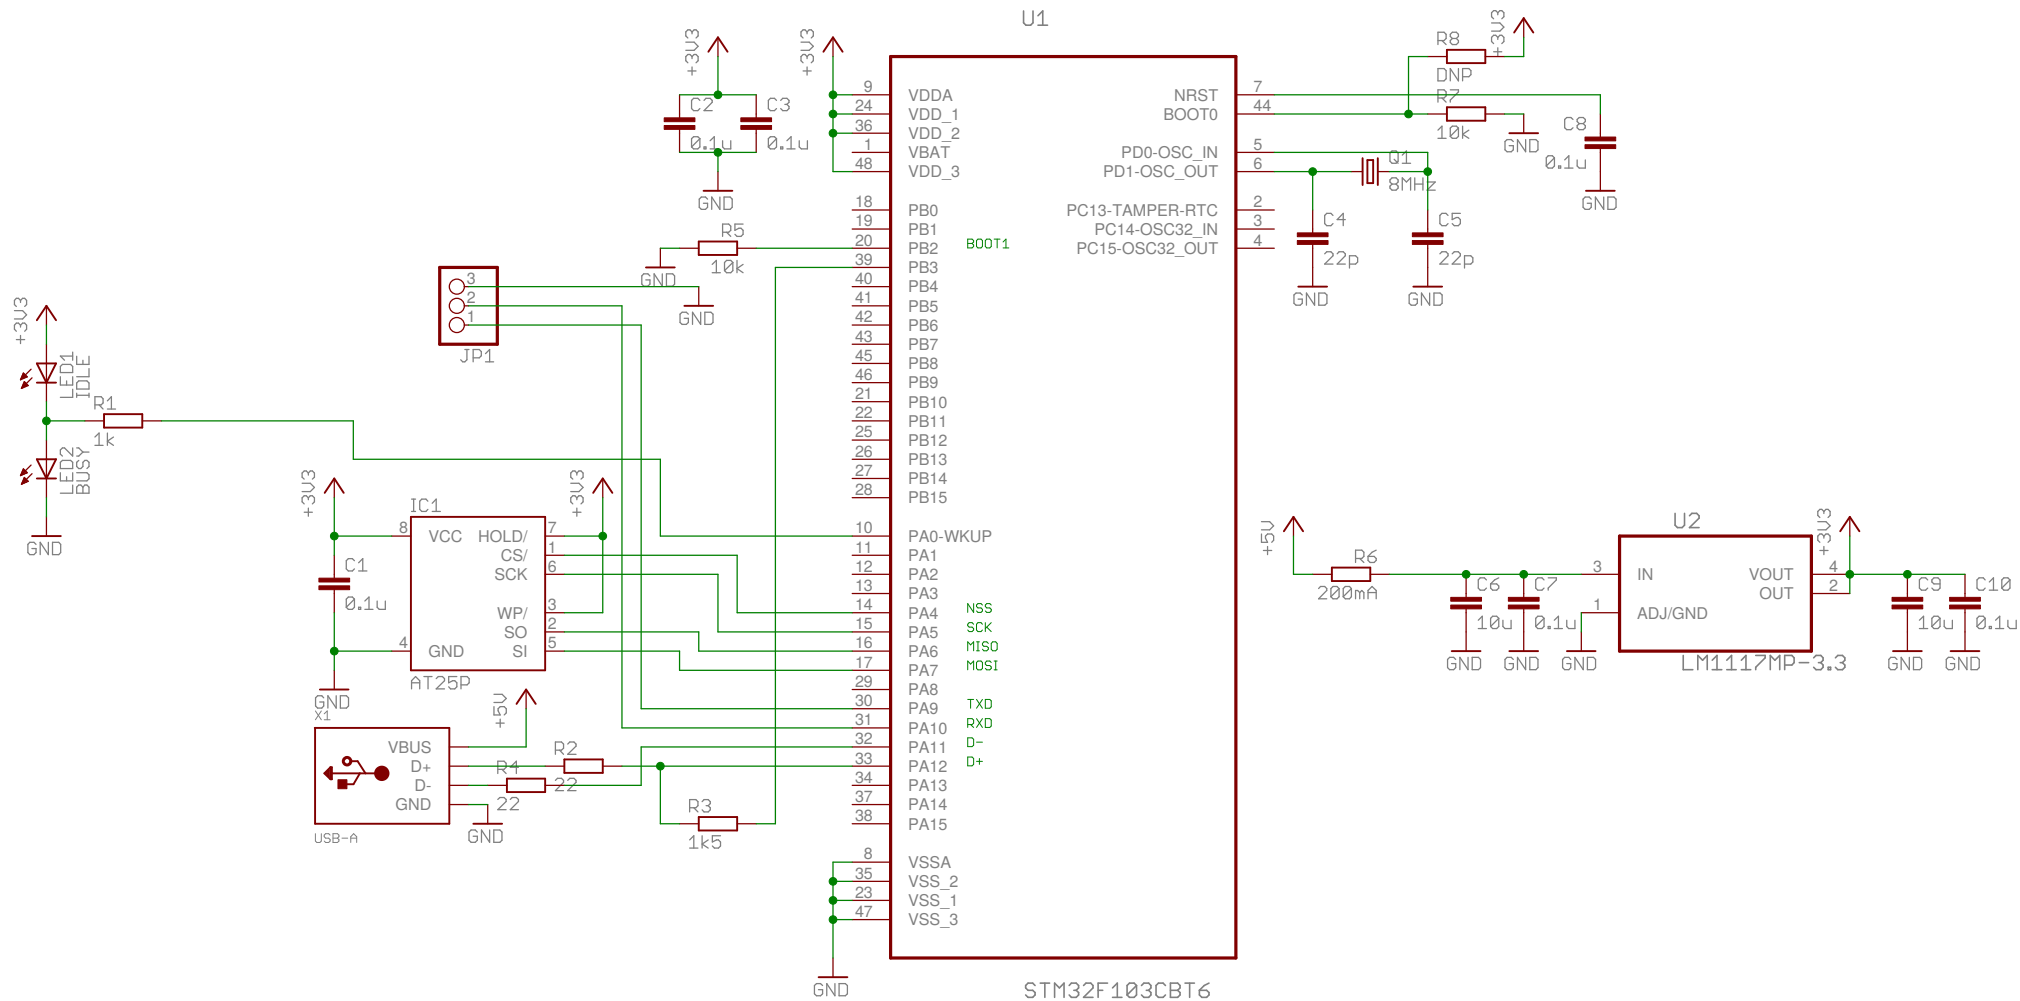 U1
+3V3
C2
0.1u
C3
0.1u
GND
+3V3
9 VDDA
24 VDD_1
36 VDD_2
1 VBAT
48 VDD_3
18 PB0
19 PB1
20 PB2 BOOT1
39 PB3
40 PB4
41 PB5
42 PB6
43 PB7
45 PB8
46 PB9
21 PB10
22 PB11
25 PB12
26 PB13
27 PB14
28 PB15
10 PA0-WKUP
11 PA1
12 PA2
13 PA3
14 PA4 NSS
15 PA5 SCK
16 PA6 MISO
17 PA7 MOSI
29 PA8
30 PA9 TXD
31 PA10 RXD
32 PA11 D-
33 PA12 D+
34 PA13
37 PA14
38 PA15
8 VSSA
35 VSS_2
23 VSS_1
47 VSS_3
GND
STM32F103CBT6
NRST 7
BOOT0 44
PD0-OSC_IN 5
PD1-OSC_OUT 6
PC13-TAMPER-RTC 2
PC14-OSC32_IN 3
PC15-OSC32_OUT 4
R8
DNP
+3V3
R7
10k
GND
C8
0.1u
GND
Q1
8MHz
C4
22p
GND
C5
22p
GND
R5
10k
GND
3
2
1
JP1
GND
+3V3
LED1
IDLE
R1
1k
LED2
BUSY
GND
+3V3
C1
0.1u
GND
IC1
8 VCC
4 GND
HOLD/ 7
CS/ 1
SCK 6
WP/ 3
SO 2
SI 5
AT25P
+3V3
X1
VBUS
D+
D-
GND
USB-A
+5V
R2
22
R4
22
GND
R3
1k5
+5V
R6
200mA
C6
10u
GND
C7
0.1u
GND
U2
3 IN
1 ADJ/GND
VOUT 4
OUT 2
LM1117MP-3.3
GND
+3V3
C9
10u
GND
C10
0.1u
GND